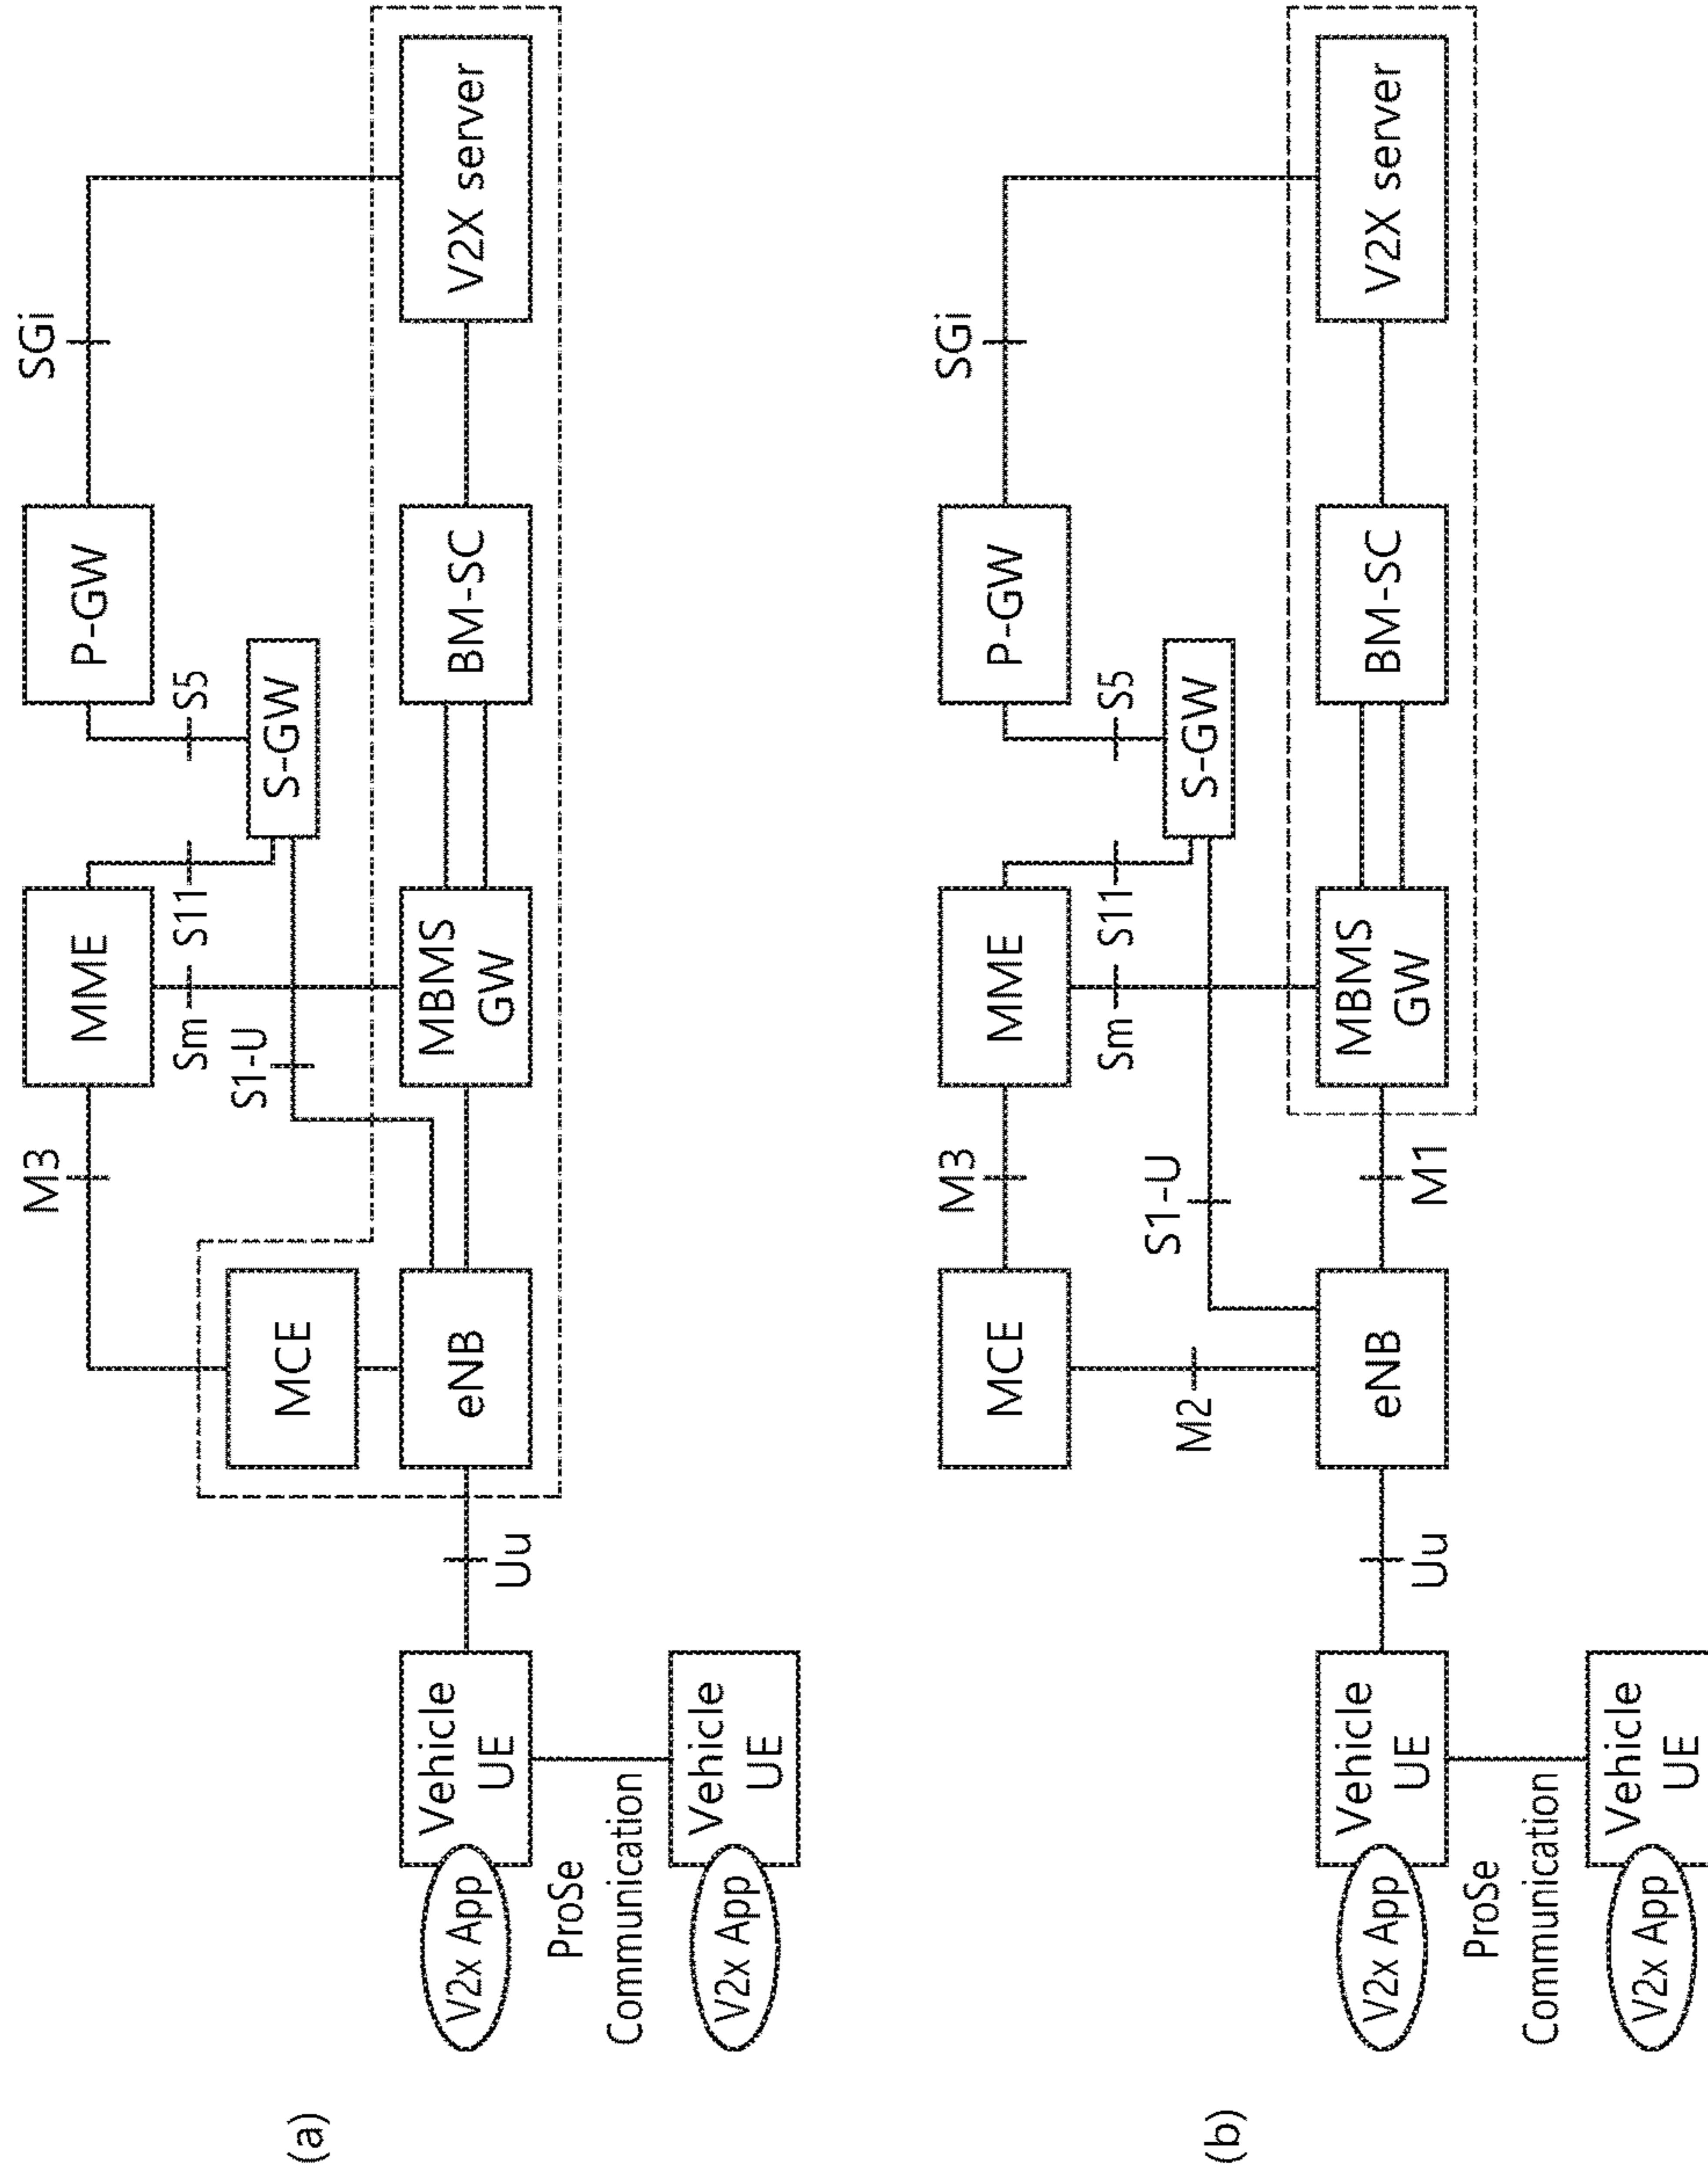 (a)
M3
SGi
MME
P-GW
MCE
Sm
S11
S5
S1-U
S-GW
V2x App
Vehicle
UE
Uu
eNB
MBMS
GW
BM-SC
V2X server
ProSe
Communication
V2x App
Vehicle
UE
(b)
M3
SGi
MCE
MME
P-GW
Sm
S11
S5
M2
S1-U
S-GW
V2x App
Vehicle
UE
Uu
eNB
M1
MBMS
GW
BM-SC
V2X server
ProSe
Communication
V2x App
Vehicle
UE